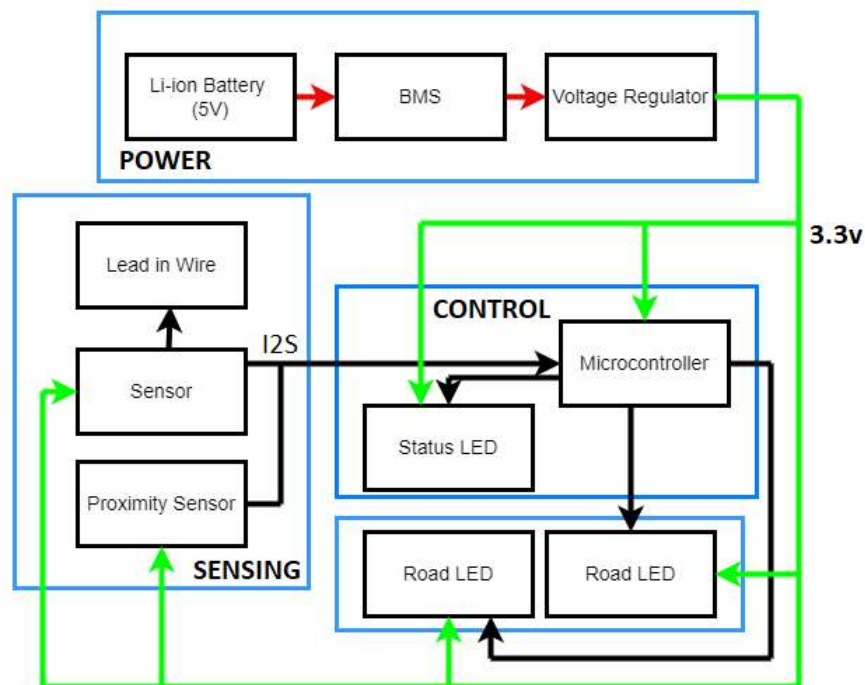 Li-ion Battery
(5V)
BMS
Voltage Regulator
POWER
3.3v
Lead in Wire
I2S
Sensor
Proximity Sensor
SENSING
CONTROL
Microcontroller
Status LED
Road LED
Road LED